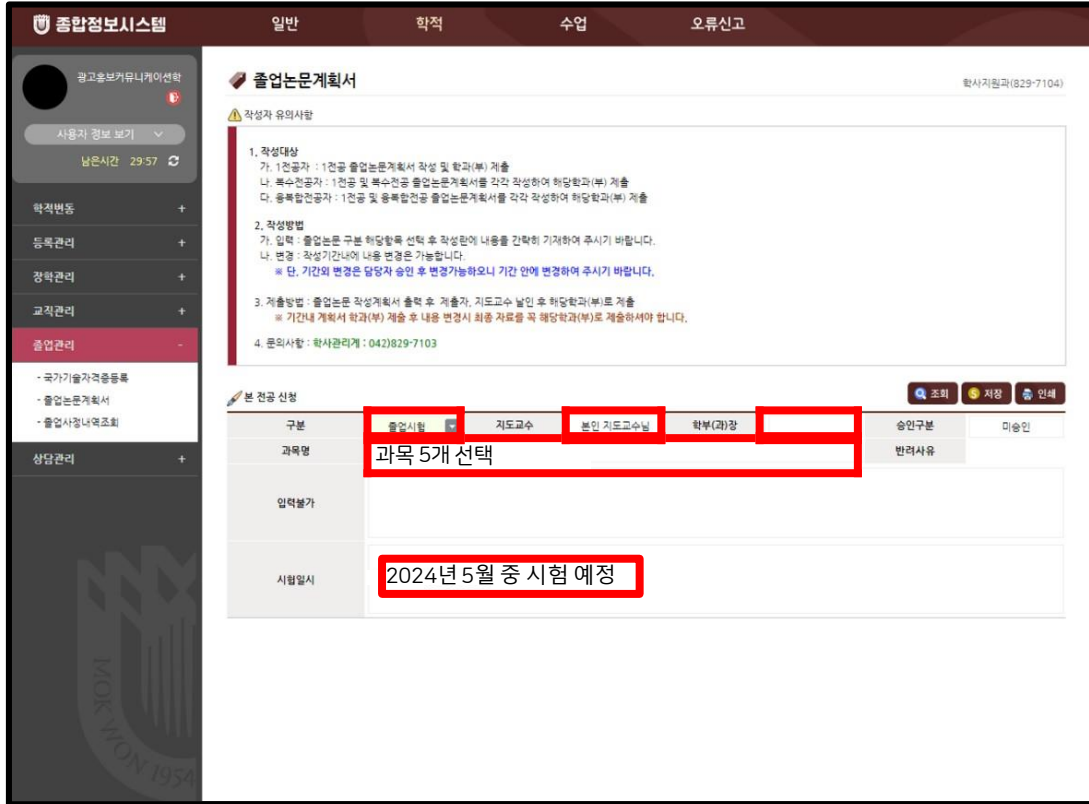 종합정보시스템
일반 학적 수업 오류신고
광고홍보커뮤니케이션학
사용자 정보 보기
남은시간 29:57
학적변동 +
등록관리 +
장학관리 +
교직관리 +
졸업관리 -
- 국가기술자격증등록
- 졸업논문계획서
- 졸업사정내역조회
상담관리 +
MOKWON 1954
졸업논문계획서
학사지원과(829-7104)
작성자 유의사항
1. 작성대상
가. 1전공자 : 1전공 졸업논문계획서 작성 및 학과(부) 제출
나. 복수전공자 : 1전공 및 복수전공 졸업논문계획서를 각각 작성하여 해당학과(부) 제출
다. 융복합전공자 : 1전공 및 융복합전공 졸업논문계획서를 각각 작성하여 해당학과(부) 제출
2. 작성방법
가. 입력 : 졸업논문 구분 해당항목 선택 후 작성란에 내용을 간략히 기재하여 주시기 바랍니다.
나. 변경 : 작성기간내에 내용 변경은 가능합니다.
※ 단, 기간외 변경은 담당자 승인 후 변경가능하오니 기간 안에 변경하여 주시기 바랍니다.
3. 제출방법 : 졸업논문 작성계획서 출력 후 제출자, 지도교수 날인 후 해당학과(부)로 제출
※ 기간내 계획서 학과(부) 제출 후 내용 변경시 최종 자료를 꼭 해당학과(부)로 제출하셔야 합니다.
4. 문의사항 : 학사관리계 : 042)829-7103
본 전공 신청
조회 S 저장 인쇄
구분 졸업시험 지도교수 본인 지도교수님 학부(과)장 승인구분 미승인
과목명 과목 5개 선택 반려사유
입력불가
시험일시 2024년 5월 중 시험 예정